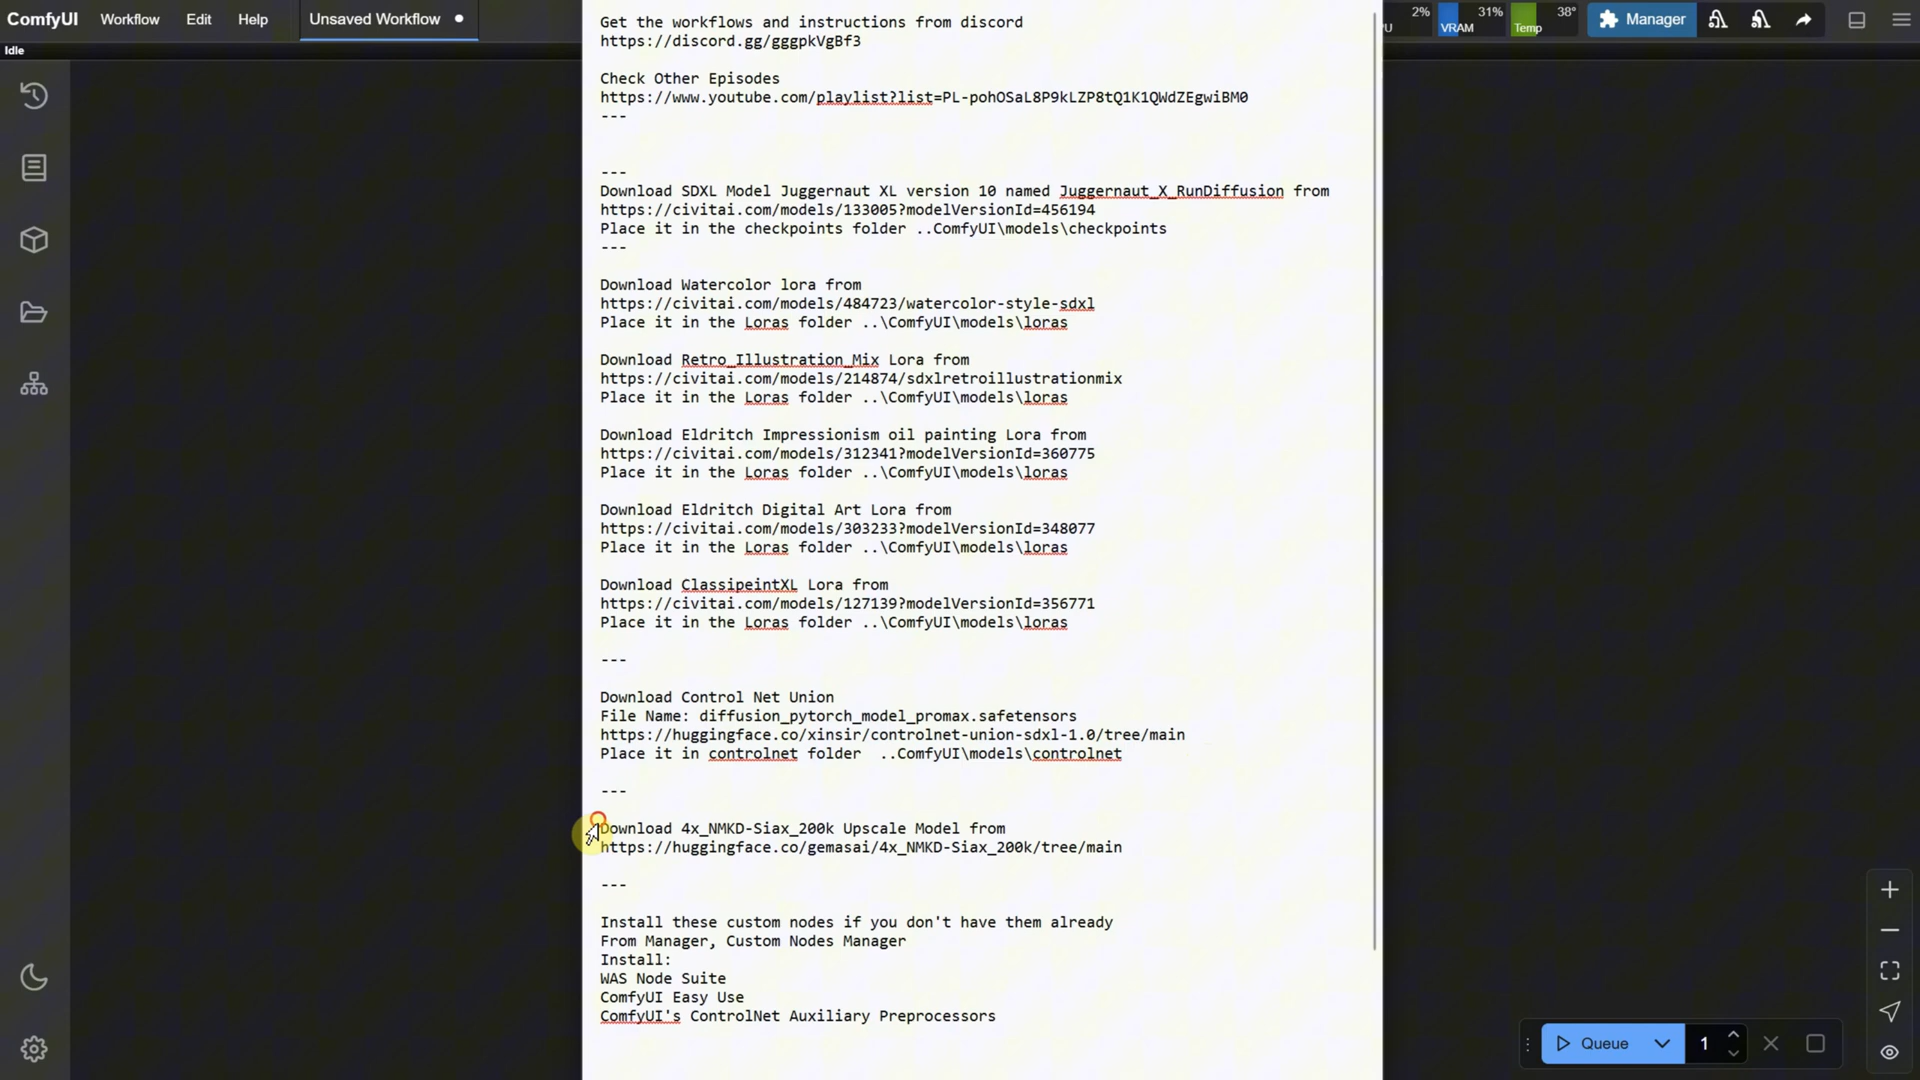 ComfyUI Workflow Edit Help Unsaved Workflow
2% VRAM 31% Temp 38° Manager
Idle
Get the workflows and instructions from discord
https://discord.gg/gggpkVgBf3
Check Other Episodes
https://www.youtube.com/playlist?list=PL-pohOSaL8P9kLZP8tQ1K1QWdZEgwiBM0
---
---
Download SDXL Model Juggernaut XL version 10 named Juggernaut_X_RunDiffusion from
https://civitai.com/models/133005?modelVersionId=456194
Place it in the checkpoints folder ..ComfyUI\models\checkpoints
---
Download Watercolor lora from
https://civitai.com/models/484723/watercolor-style-sdxl
Place it in the Loras folder ..\ComfyUI\models\loras
Download Retro_Illustration_Mix Lora from
https://civitai.com/models/214874/sdxlretroillustrationmix
Place it in the Loras folder ..\ComfyUI\models\loras
Download Eldritch Impressionism oil painting Lora from
https://civitai.com/models/312341?modelVersionId=360775
Place it in the Loras folder ..\ComfyUI\models\loras
Download Eldritch Digital Art Lora from
https://civitai.com/models/303233?modelVersionId=348077
Place it in the Loras folder ..\ComfyUI\models\loras
Download ClassipeintXL Lora from
https://civitai.com/models/127139?modelVersionId=356771
Place it in the Loras folder ..\ComfyUI\models\loras
---
Download Control Net Union
File Name: diffusion_pytorch_model_promax.safetensors
https://huggingface.co/xinsir/controlnet-union-sdxl-1.0/tree/main
Place it in controlnet folder  ..ComfyUI\models\controlnet
---
Download 4x_NMKD-Siax_200k Upscale Model from
https://huggingface.co/gemasai/4x_NMKD-Siax_200k/tree/main
---
Install these custom nodes if you don't have them already
From Manager, Custom Nodes Manager
Install:
WAS Node Suite
ComfyUI Easy Use
ComfyUI's ControlNet Auxiliary Preprocessors
Queue 1